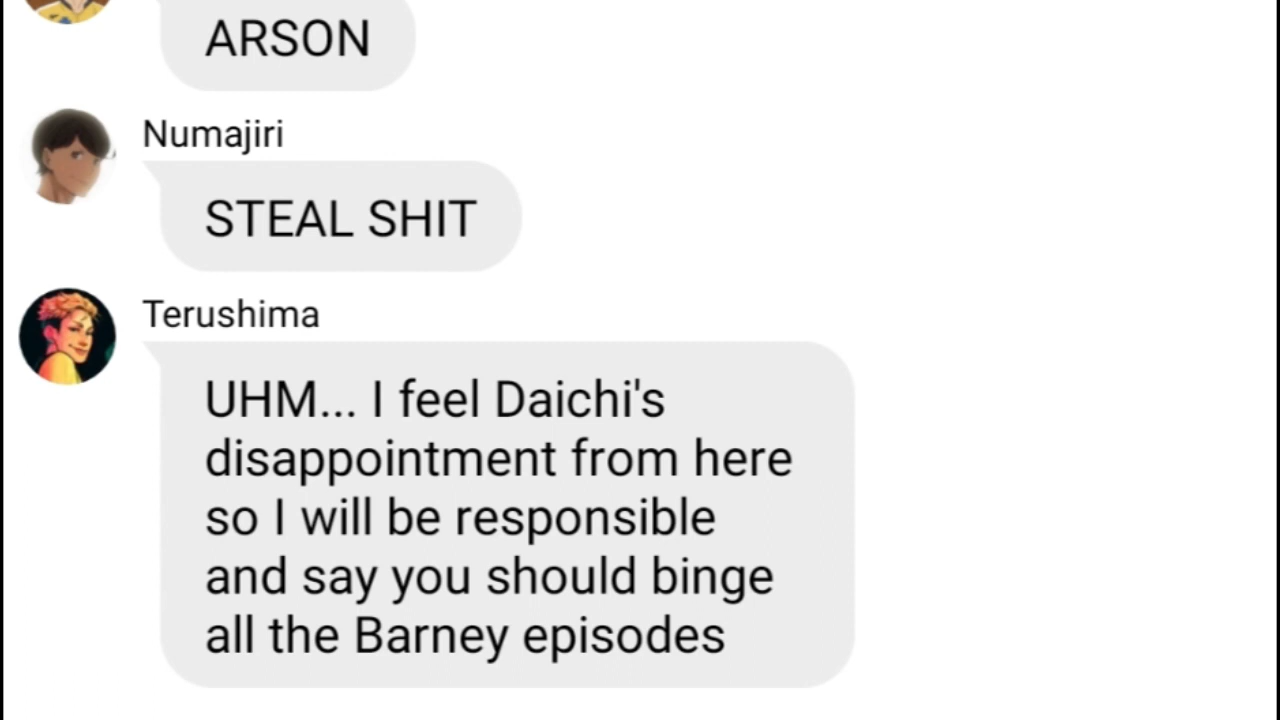 ARSON
Numajiri
STEAL SHIT
Terushima
UHM... I feel Daichi's
disappointment from here
so I will be responsible
and say you should binge
all the Barney episodes